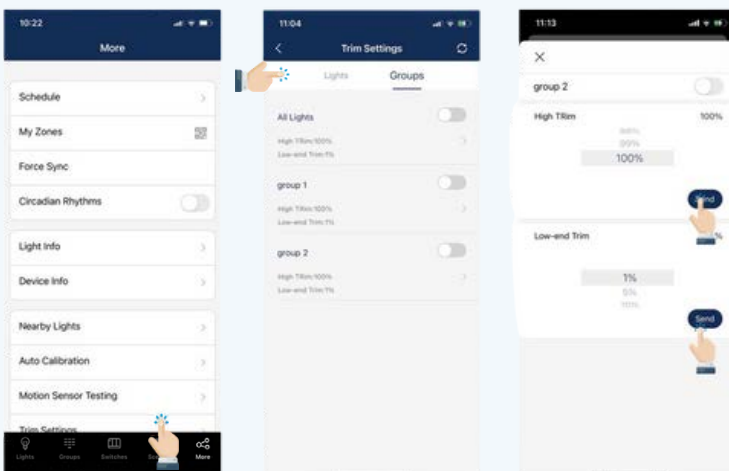 10:22
More
Schedule
My Zones
Force Sync
Circadian Rhythms
Light Info
Device Info
Nearby Lights
Auto Calibration
Motion Sensor Testing
Trim Settings
Lights
Groups
Switches
More
11:04
Trim Settings
Lights
Groups
All Lights
High TRim:100%
Low-end Trim:1%
group 1
High TRim:100%
Low-end Trim:1%
group 2
High TRim:100%
Low-end Trim:1%
11:13
group 2
High TRim 100%
98%
99%
100%
Send
Low-end Trim
1%
Send